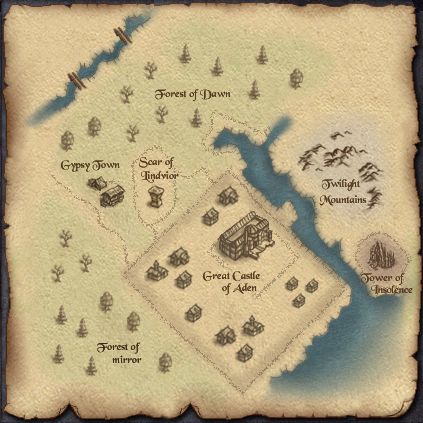 Forest of Dawn
Gypsy Town
Scar of
Lindvior
Twilight
Mountains
Great Castle
of Aden
Tower of
Insolence
Forest of
mirror